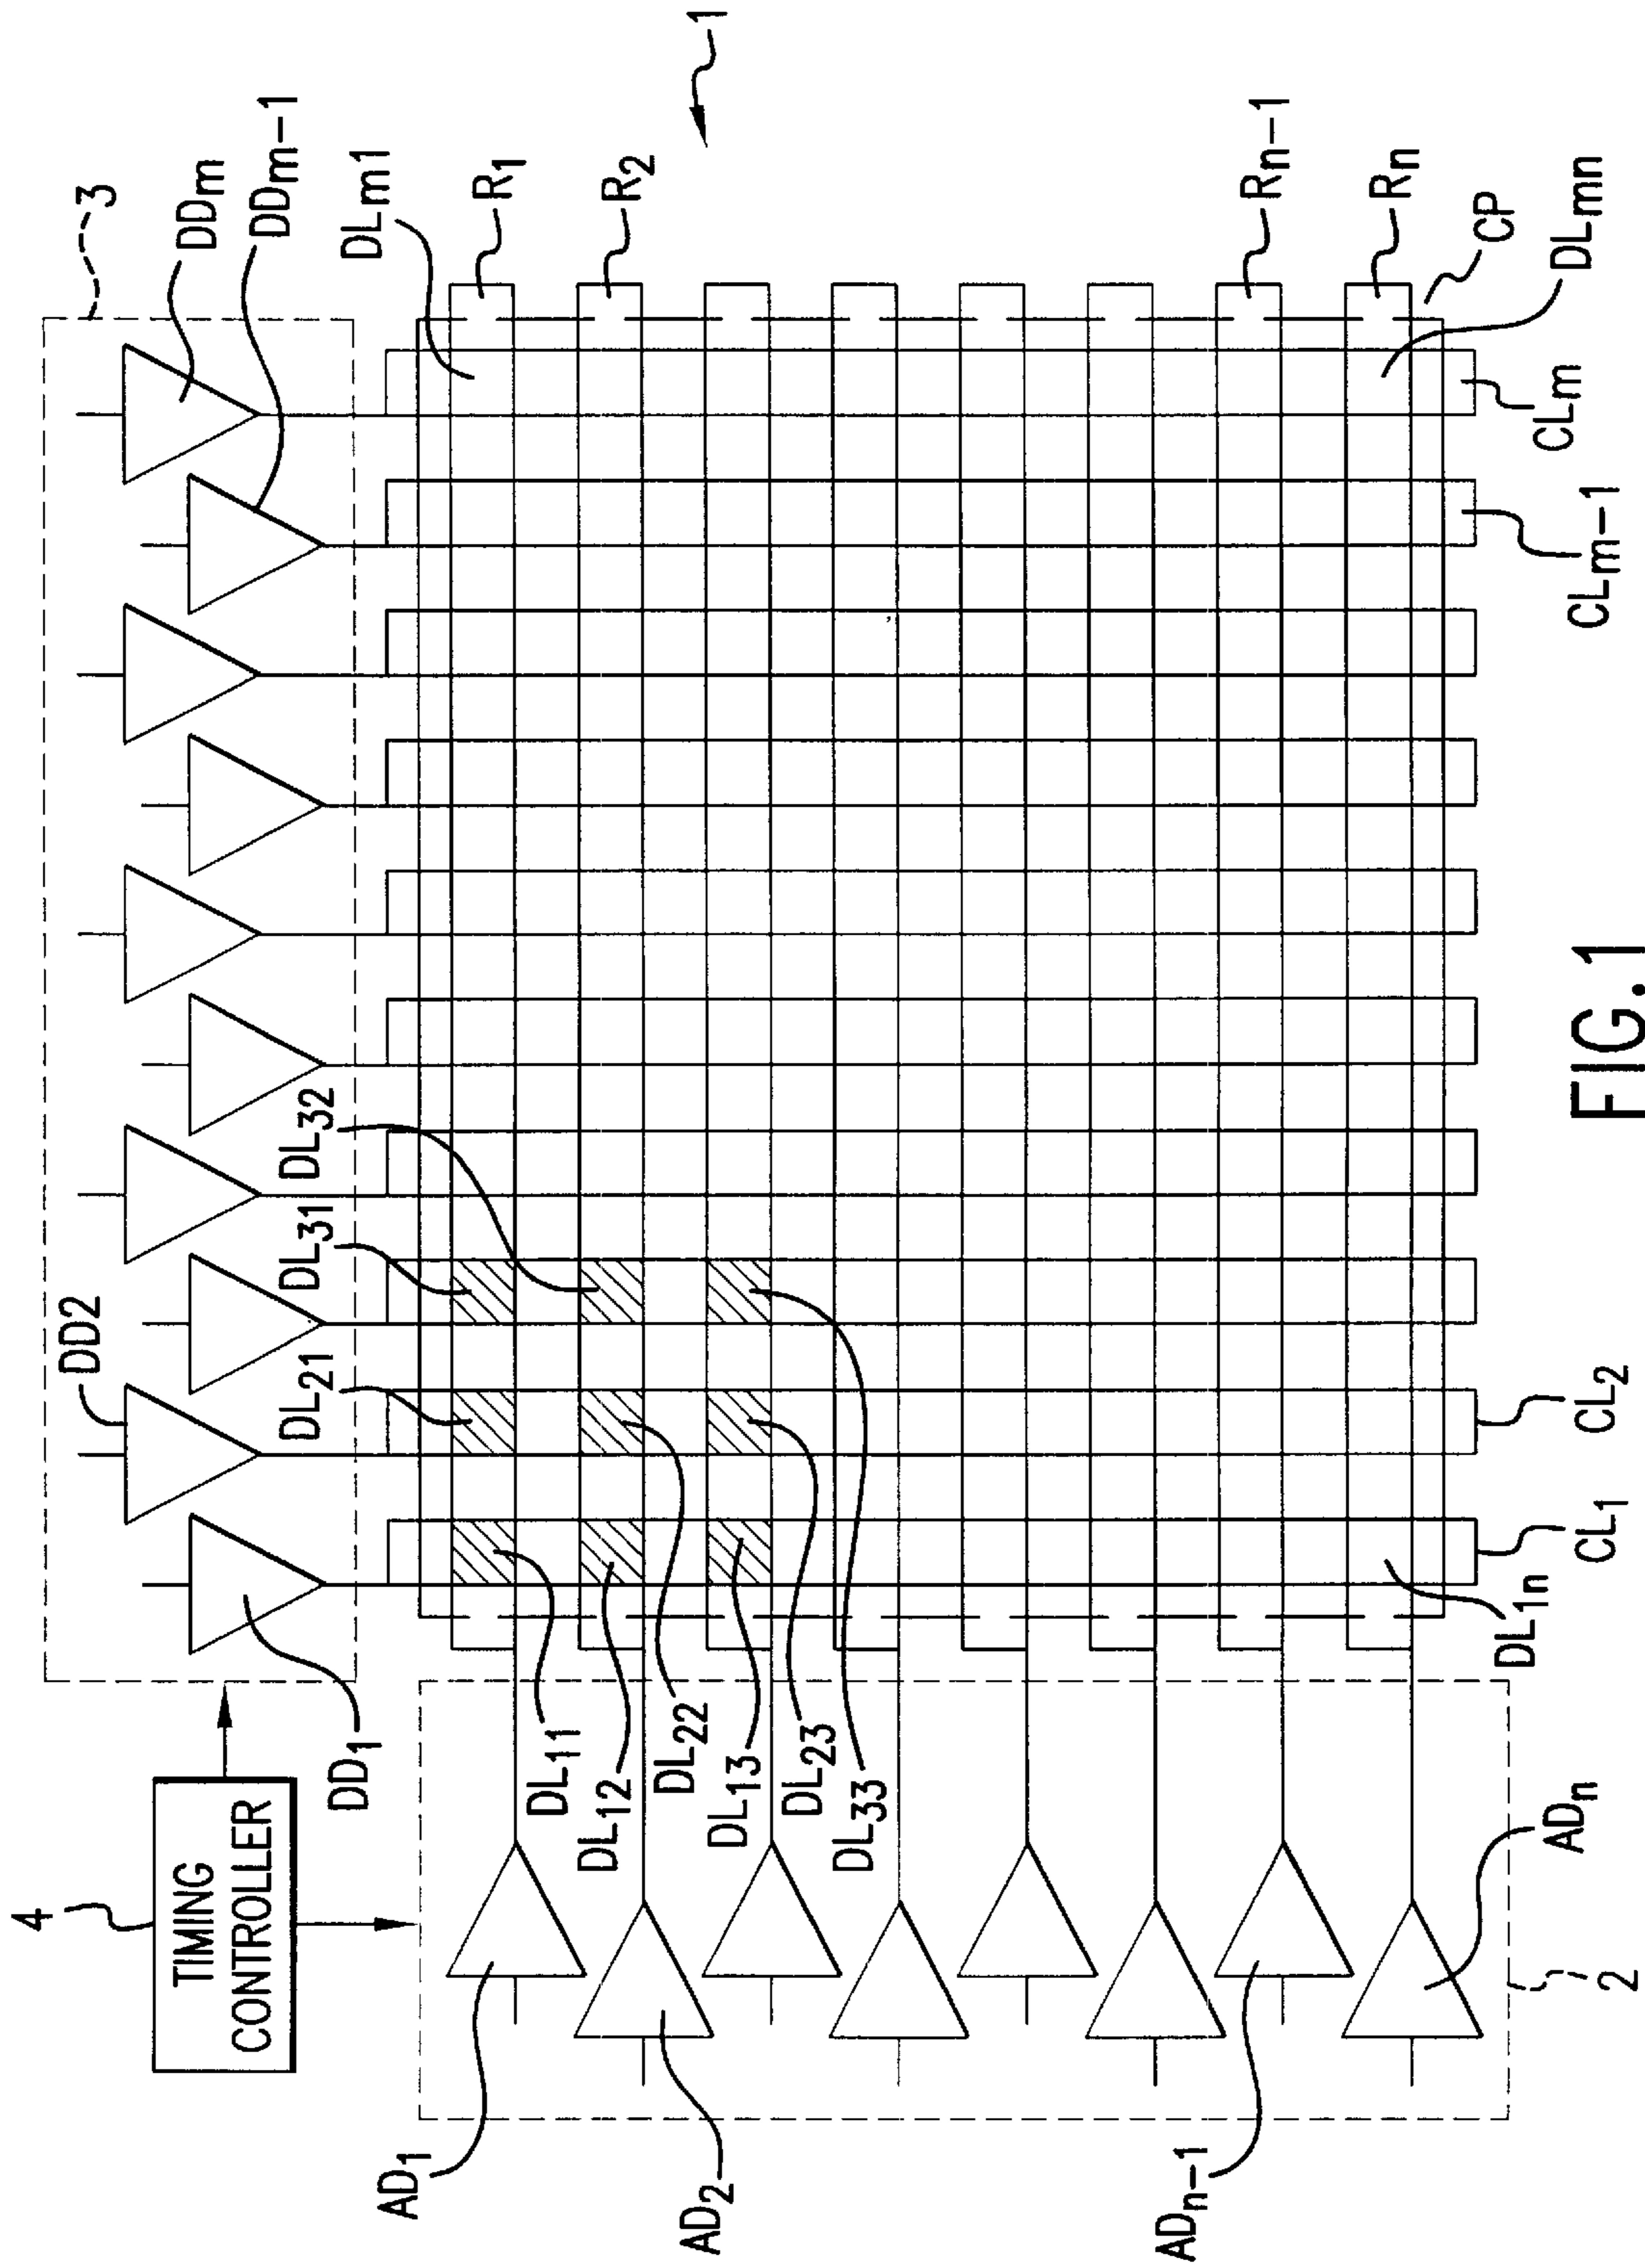 4
TIMING
CONTROLLER
3
DD1
DD2
DDm-1
DDm
DL21
DL31
DL32
DLm1
R1
R2
Rn-1
Rn
CP
DLmn
1
DL11
DL12
DL22
DL13
DL23
DL33
DL1n
AD1
AD2
ADn-1
ADn
2
CL1
CL2
CLm-1
CLm
FIG.1